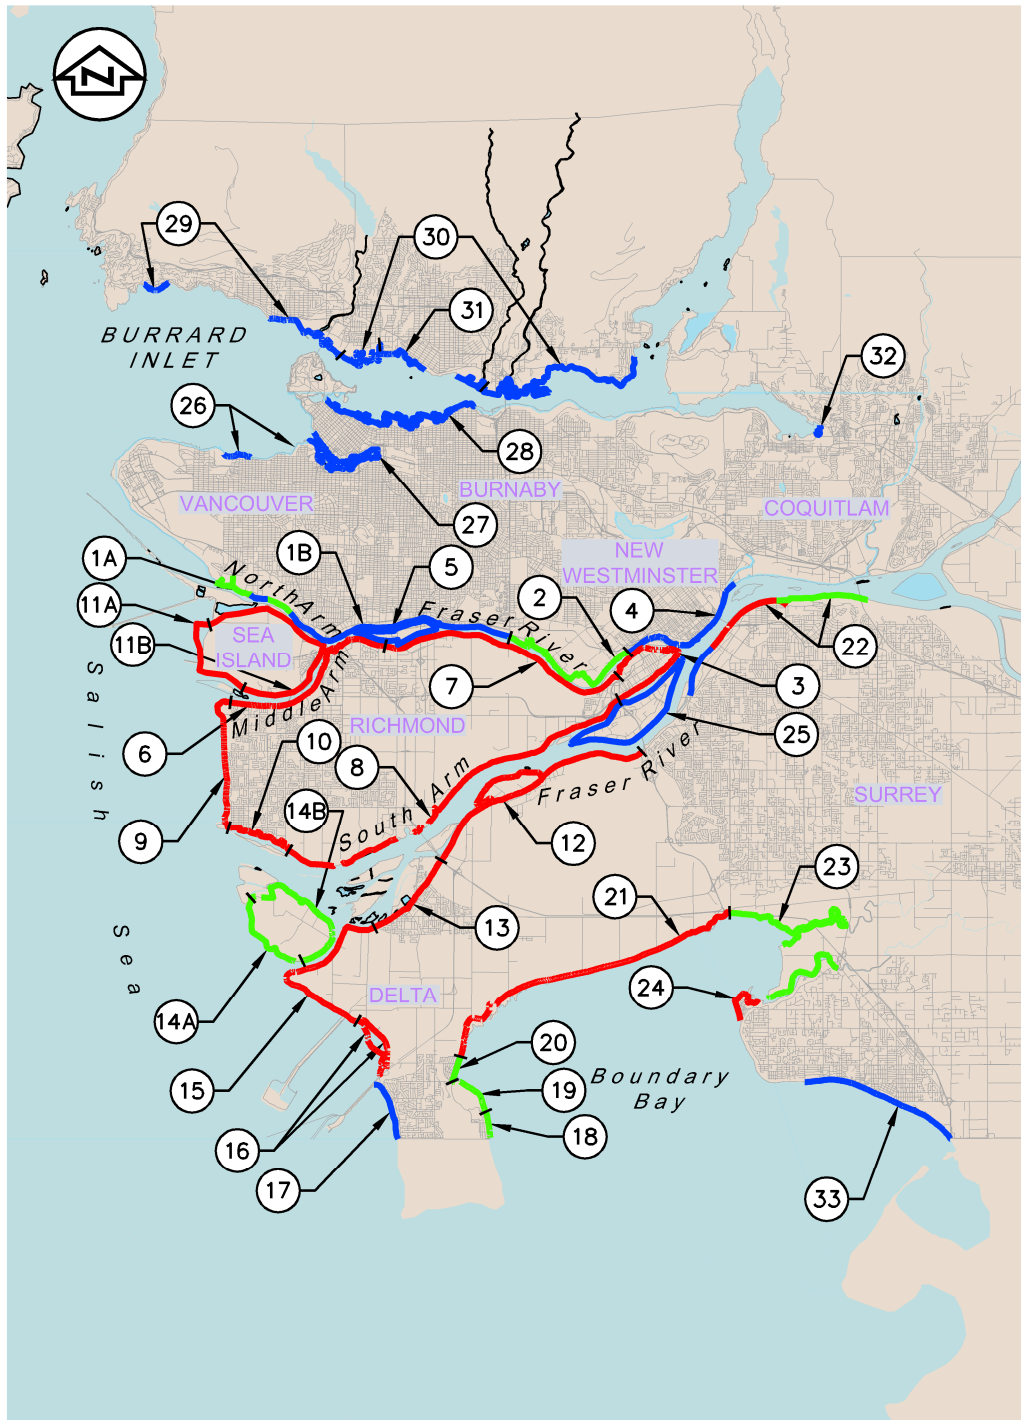 N
29
30
31
BURRARD
INLET
32
26
28
27
VANCOUVER
BURNABY
COQUITLAM
1A
1B
5
NEW
WESTMINSTER
North Arm
Fraser River
2
4
11A
SEA
ISLAND
11B
22
Middle Arm
7
3
6
RICHMOND
10
8
25
Salish
Sea
South Arm
Fraser River
14B
9
12
SURREY
23
21
13
24
14A
DELTA
15
20
Boundary
Bay
19
16
18
17
33